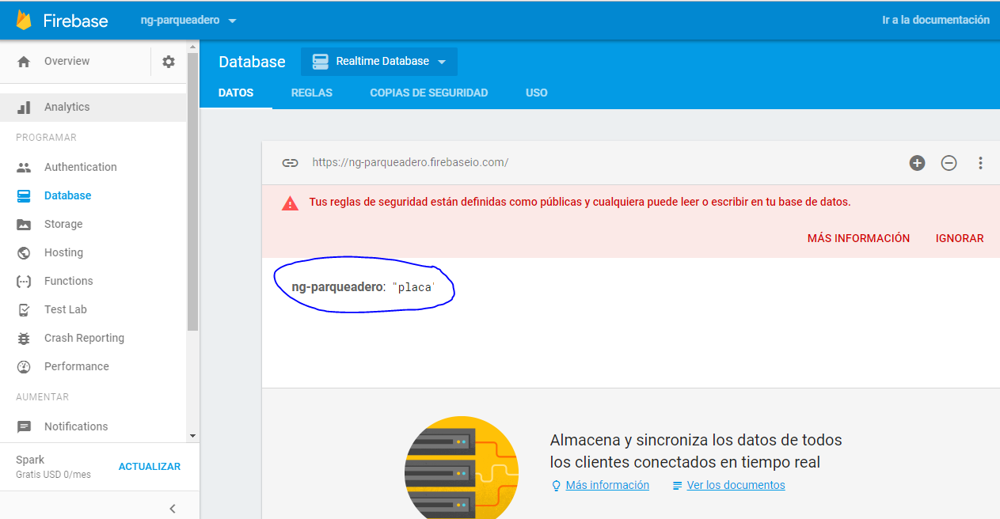 Firebase
ng-parqueadero
Ir a la documentación
Overview
Analytics
PROGRAMAR
Authentication
Database
Storage
Hosting
Functions
Test Lab
Crash Reporting
Performance
AUMENTAR
Notifications
Spark
Gratis USD 0/mes
ACTUALIZAR
Database
Realtime Database
DATOS
REGLAS
COPIAS DE SEGURIDAD
USO
https://ng-parqueadero.firebaseio.com/
Tus reglas de seguridad están definidas como públicas y cualquiera puede leer o escribir en tu base de datos.
MÁS INFORMACIÓN
IGNORAR
ng-parqueadero: "placa'
Almacena y sincroniza los datos de todos
los clientes conectados en tiempo real
Más información
Ver los documentos